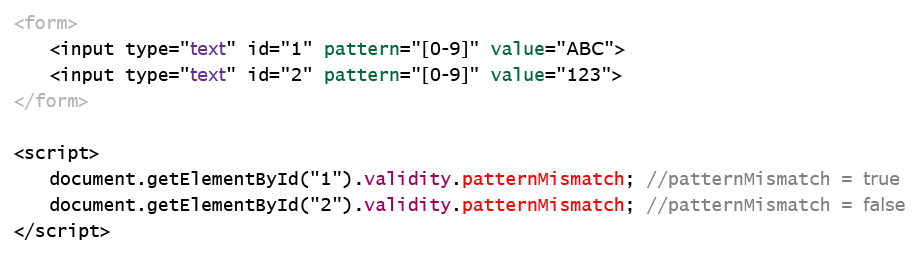 <form>
<input type="text" id="1" pattern="[0-9]" value="ABC">
<input type="text" id="2" pattern="[0-9]" value="123">
</form>
<script>
document.getElementById("1").validity.patternMismatch; //patternMismatch = true
document.getElementById("2").validity.patternMismatch; //patternMismatch = false
</script>